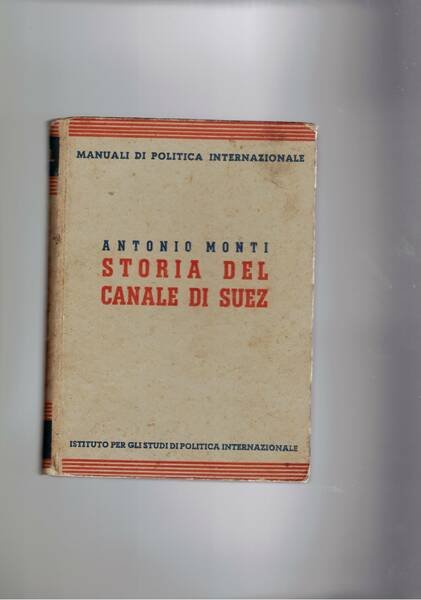 MANUALI DI POLITICA INTERNAZIONALE
ANTONIO MONTI
STORIA DEL
CANALE DI SUEZ
ISTITUTO PER GLI STUDI DI POLITICA INTERNAZIONALE